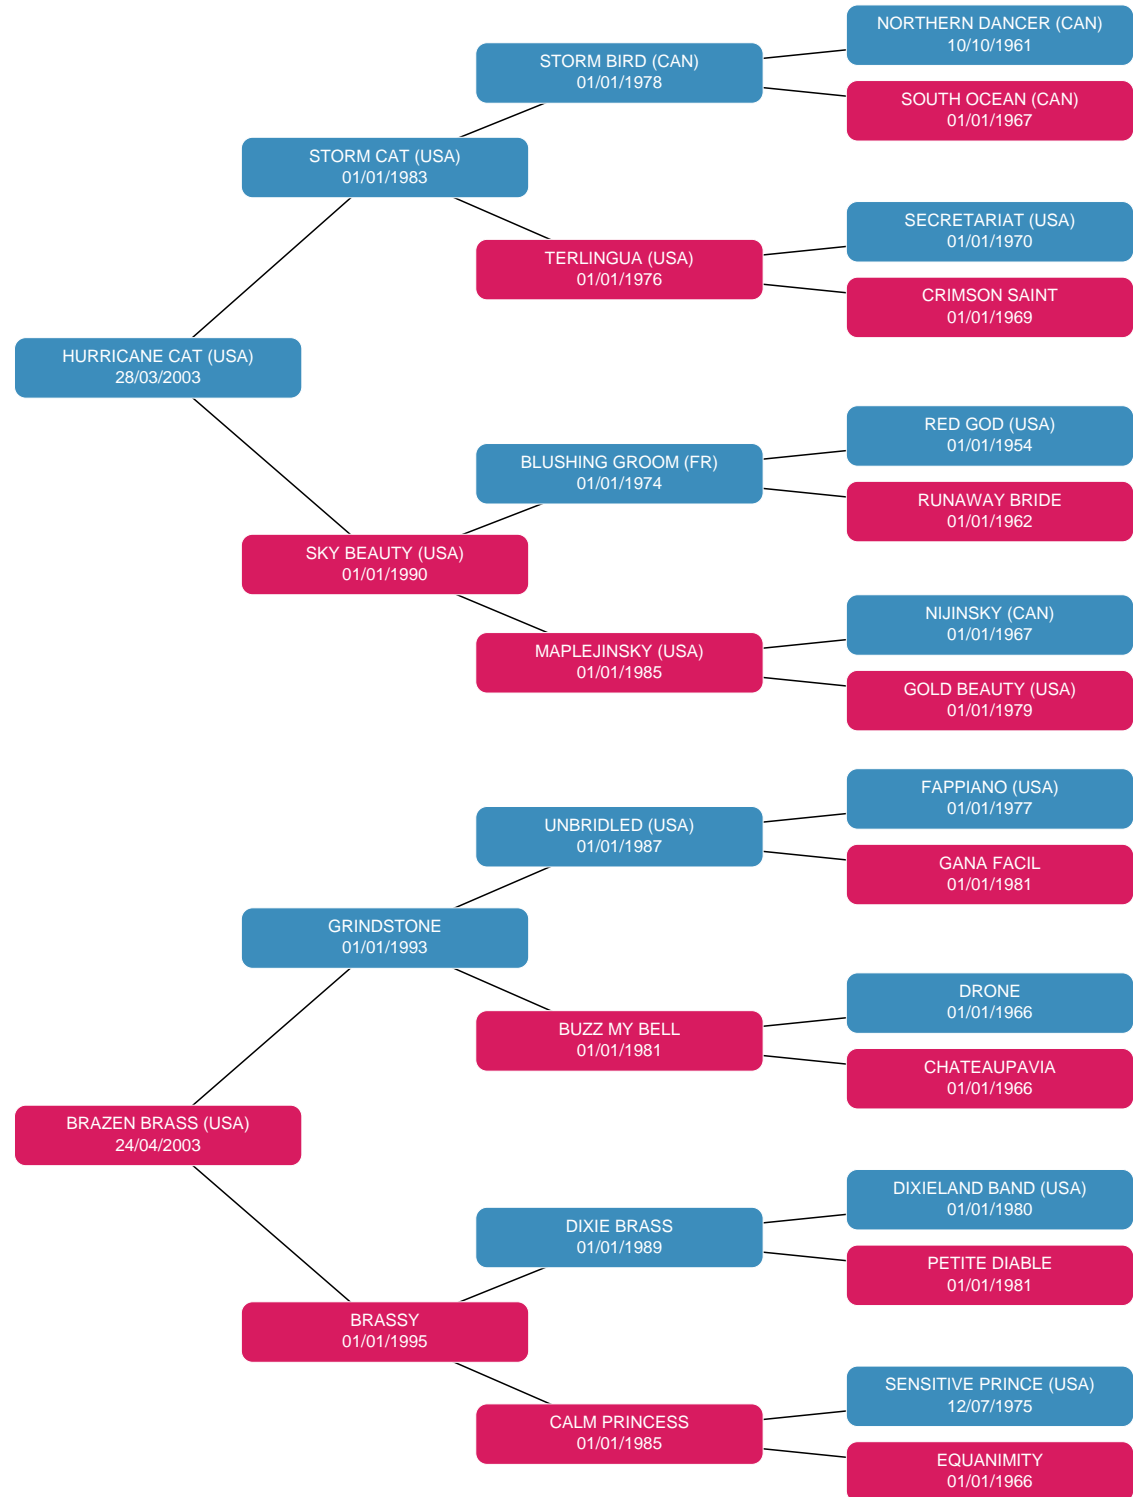 NORTHERN DANCER (CAN)
10/10/1961
STORM BIRD (CAN)
01/01/1978
SOUTH OCEAN (CAN)
01/01/1967
STORM CAT (USA)
01/01/1983
SECRETARIAT (USA)
01/01/1970
TERLINGUA (USA)
01/01/1976
CRIMSON SAINT
01/01/1969
HURRICANE CAT (USA)
28/03/2003
RED GOD (USA)
01/01/1954
BLUSHING GROOM (FR)
01/01/1974
RUNAWAY BRIDE
01/01/1962
SKY BEAUTY (USA)
01/01/1990
NIJINSKY (CAN)
01/01/1967
MAPLEJINSKY (USA)
01/01/1985
GOLD BEAUTY (USA)
01/01/1979
FAPPIANO (USA)
01/01/1977
UNBRIDLED (USA)
01/01/1987
GANA FACIL
01/01/1981
GRINDSTONE
01/01/1993
DRONE
01/01/1966
BUZZ MY BELL
01/01/1981
CHATEAUPAVIA
01/01/1966
BRAZEN BRASS (USA)
24/04/2003
DIXIELAND BAND (USA)
01/01/1980
DIXIE BRASS
01/01/1989
PETITE DIABLE
01/01/1981
BRASSY
01/01/1995
SENSITIVE PRINCE (USA)
12/07/1975
CALM PRINCESS
01/01/1985
EQUANIMITY
01/01/1966